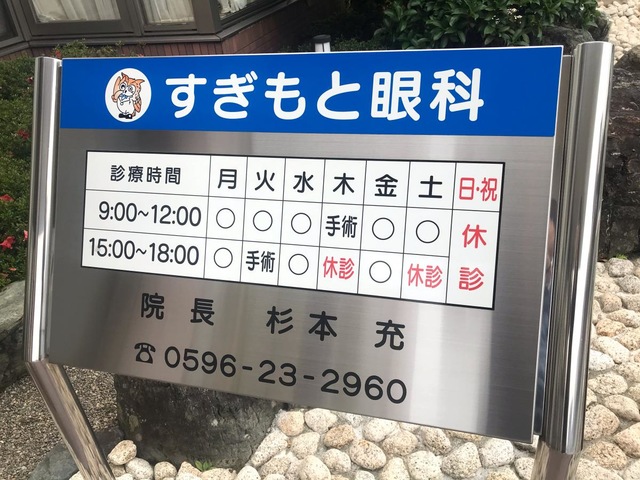 すぎもと眼科
診療時間 月 火 水 木 金 土 日・祝
9:00~12:00 ○ ○ ○ 手術 ○ ○ 休診
15:00~18:00 ○ 手術 ○ 休診 ○ 休診
院長 杉本 充
☎0596-23-2960